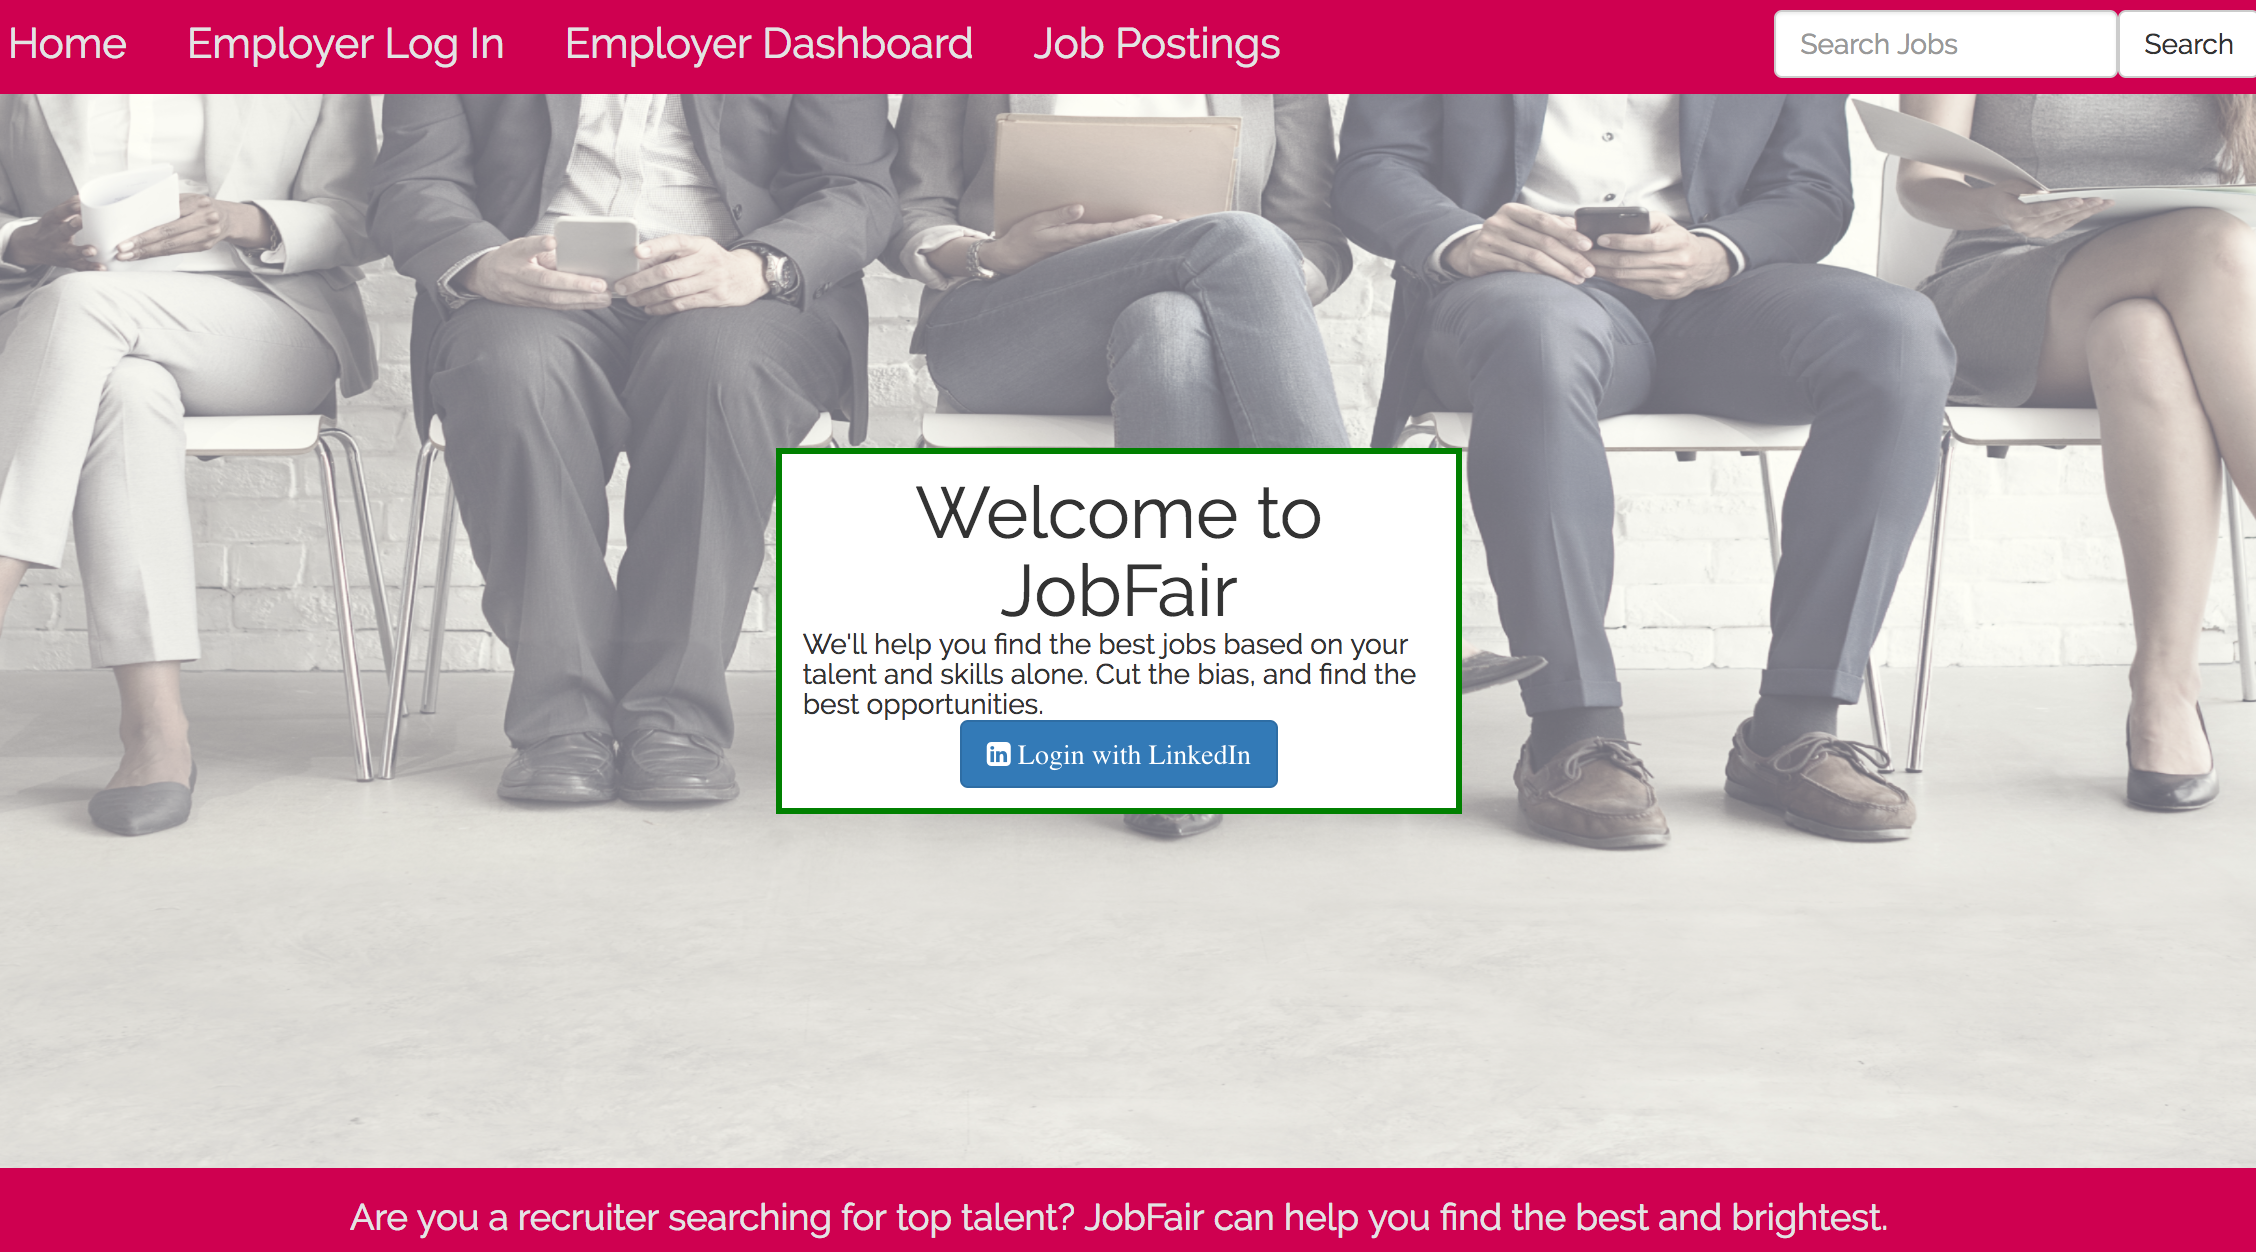 Home Employer Log In Employer Dashboard Job Postings Search Jobs Search
Welcome to
JobFair
We'll help you find the best jobs based on your
talent and skills alone. Cut the bias, and find the
best opportunities.
in Login with LinkedIn
Are you a recruiter searching for top talent? JobFair can help you find the best and brightest.